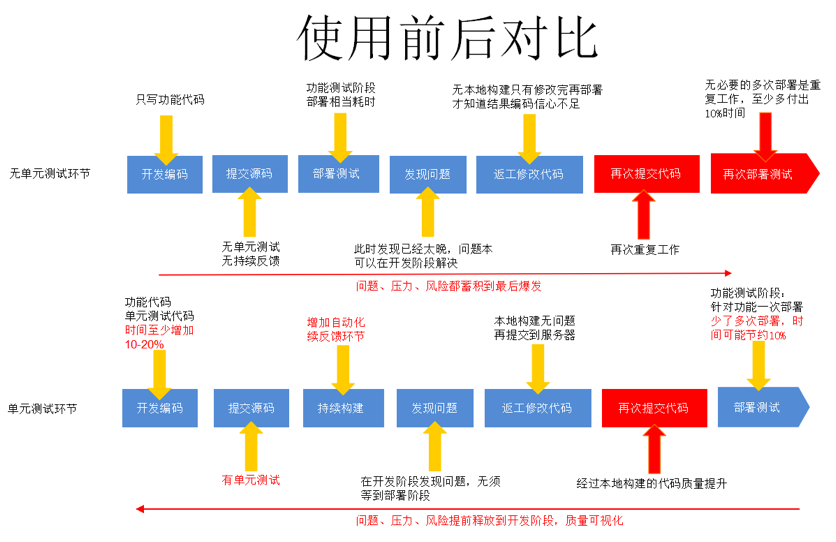 使用前后对比
只写功能代码
功能测试阶段
部署相当耗时
无本地构建只有修改完再部署
才知道结果编码信心不足
无必要的多次部署是重
复工作，至少多付出
10%时间
无单元测试环节
开发编码
提交源码
部署测试
发现问题
返工修改代码
再次提交代码
再次部署测试
无单元测试
无持续反馈
此时发现已经太晚，问题本
可以在开发阶段解决
再次重复工作
问题、压力、风险都蓄积到最后爆发
功能代码
单元测试代码
时间至少增加
10-20%
增加自动化
续反馈环节
本地构建无问题
再提交到服务器
功能测试阶段：
针对功能一次部署
少了多次部署，时
间可能节约10%
单元测试环节
开发编码
提交源码
持续构建
发现问题
返工修改代码
再次提交代码
部署测试
有单元测试
在开发阶段发现问题，无须
等到部署阶段
经过本地构建的代码质量提升
问题、压力、风险提前释放到开发阶段，质量可视化